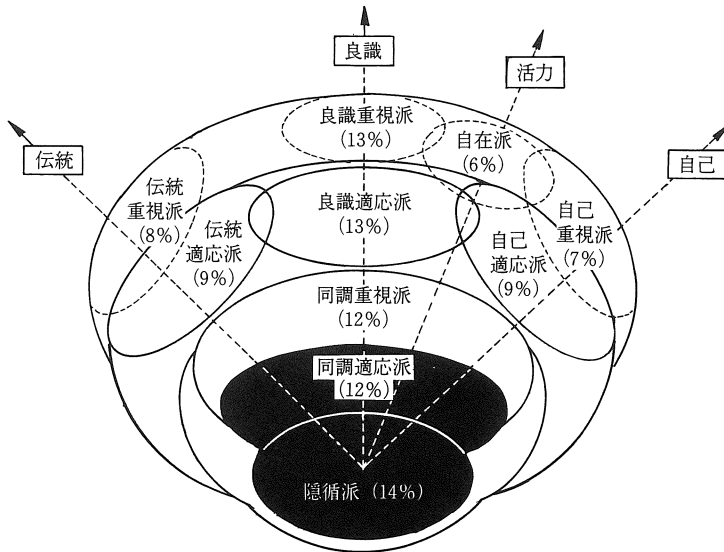 良識
活力
伝統
自己
良識重視派
(13%)
自在派
(6%)
伝統
重視派
(8%)
伝統
適応派
(9%)
良識適応派
(13%)
自己
適応派
(9%)
自己
重視派
(7%)
同調重視派
(12%)
同調適応派
(12%)
隠循派 (14%)